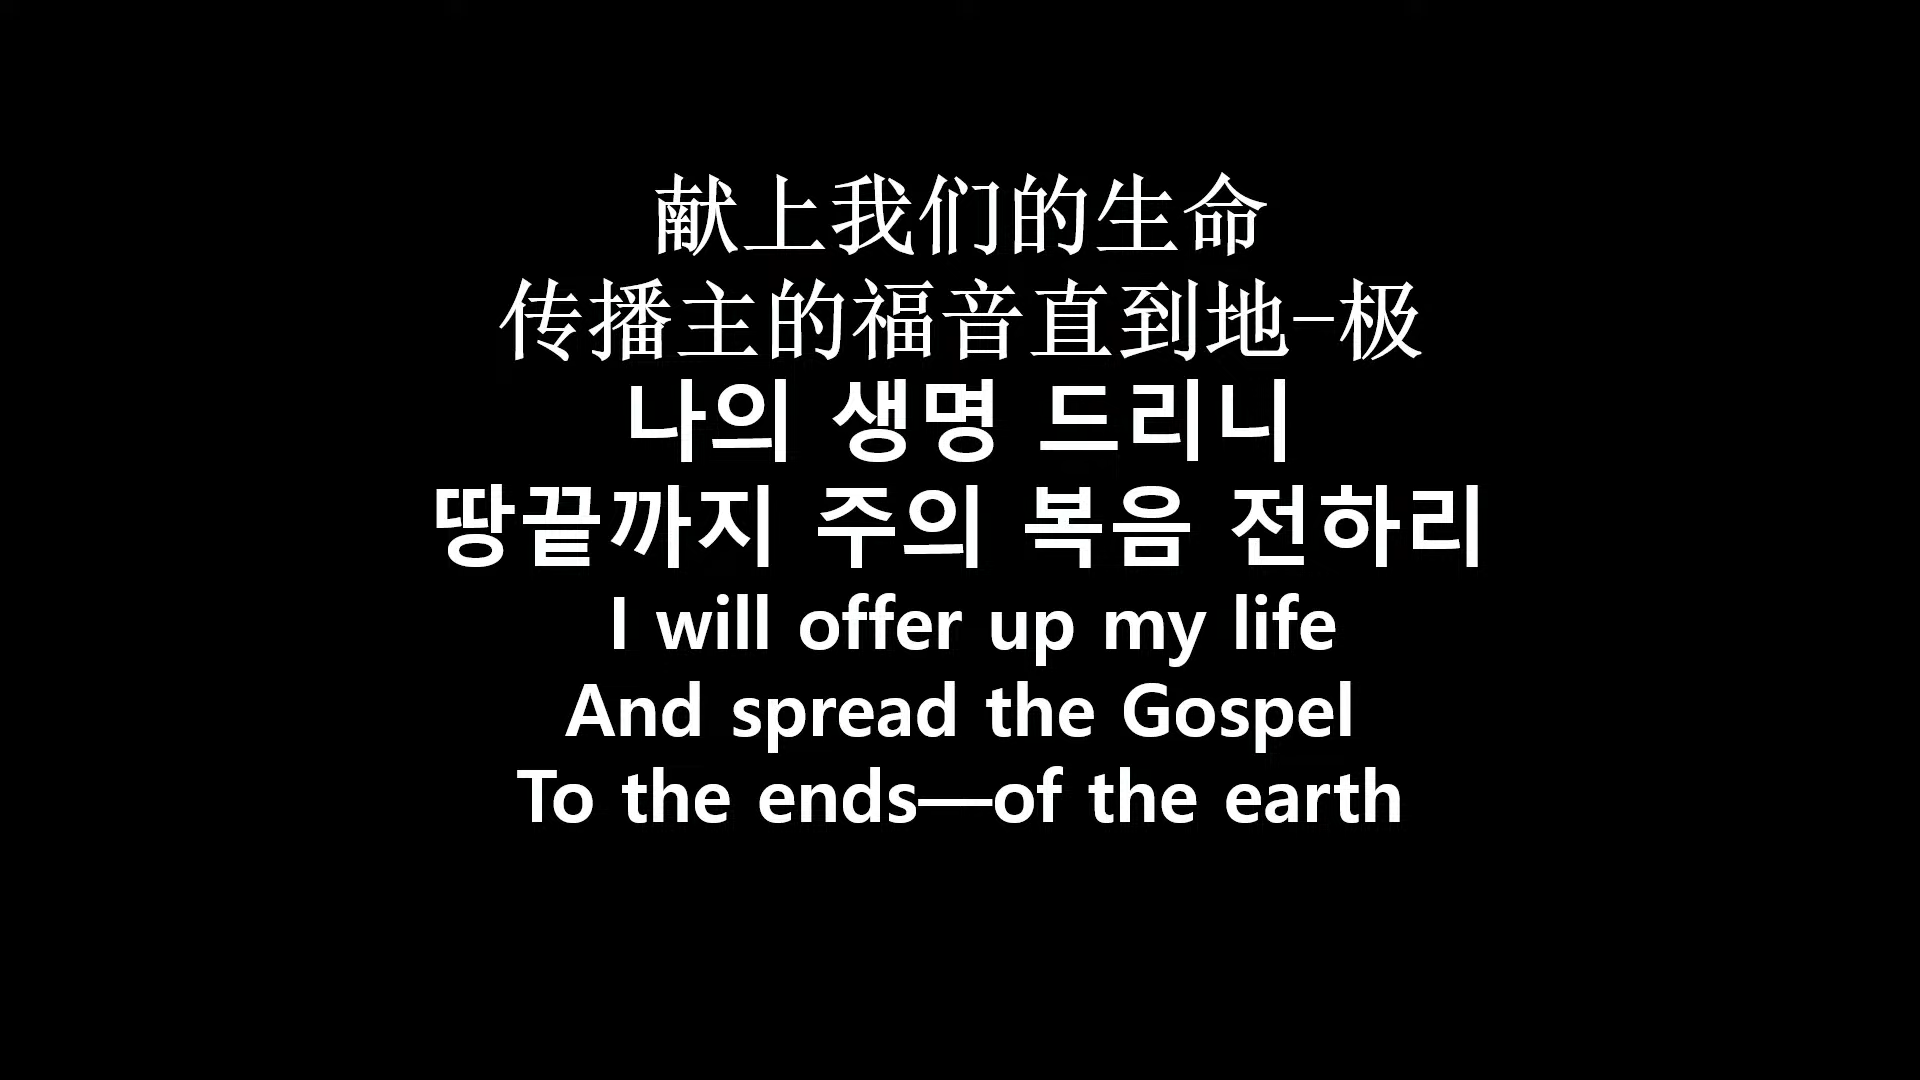 献上我们的生命
传播主的福音直到地-极
나의 생명 드리니
땅끝까지 주의 복음 전하리
I will offer up my life
And spread the Gospel
To the ends—of the earth